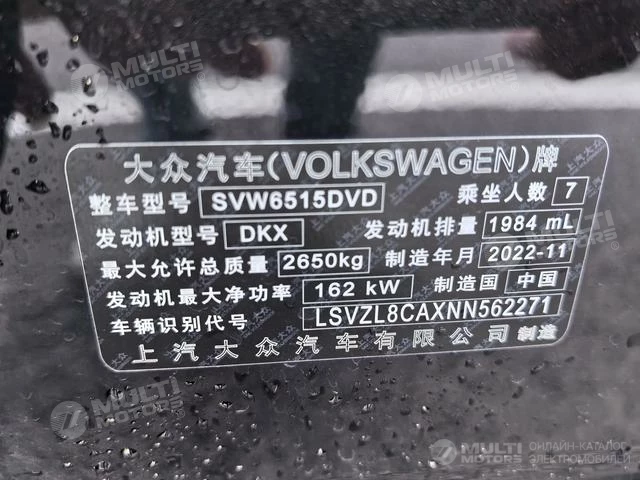 MULTI MOTORS
MULTI MOTORS
大众汽车(VOLKSWAGEN)牌
整车型号 SVW6515DVD 乘坐人数 7
发动机型号 DKX 发动机排量 1984 mL
最大允许总质量 2650kg 制造年月 2022-11
发动机最大净功率 162 kW 制造国 中国
车辆识别代号 LSVZL8CAXNN562271
上汽大众汽车有限公司 制造
MULTI MOTORS
MULTI MOTORS ОНЛАЙН-КАТАЛОГ ЭЛЕКТРОМОБИЛЕЙ